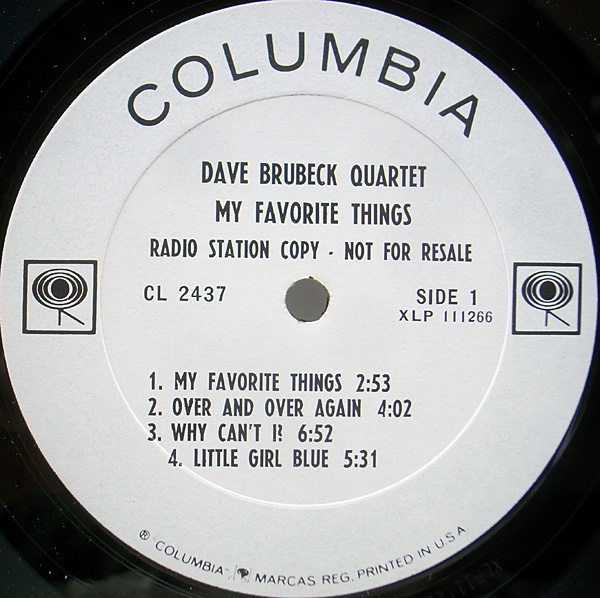 COLUMBIA
DAVE BRUBECK QUARTET
MY FAVORITE THINGS
RADIO STATION COPY - NOT FOR RESALE
CL 2437
SIDE 1
XLP 111266
1. MY FAVORITE THINGS 2:53
2. OVER AND OVER AGAIN 4:02
3. WHY CAN'T I? 6:52
4. LITTLE GIRL BLUE 5:31
® "COLUMBIA", MARCAS REG. PRINTED IN U.S.A